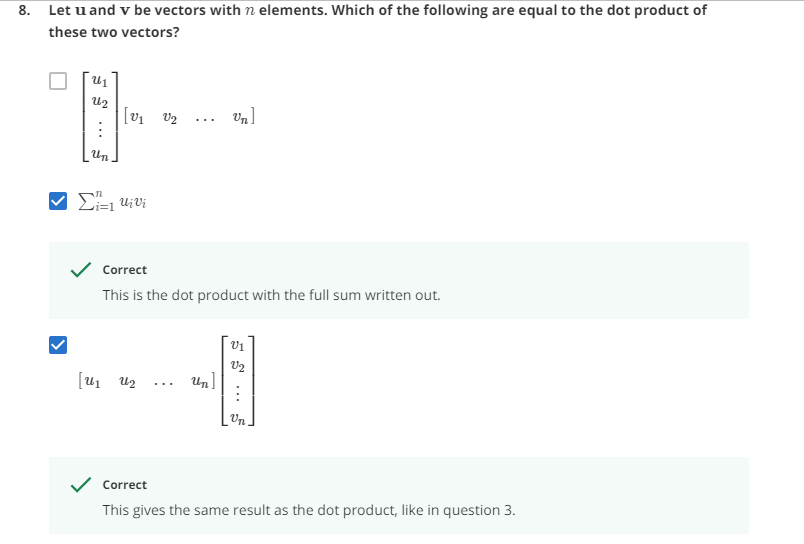 8. Let u and v be vectors with n elements. Which of the following are equal to the dot product of
these two vectors?
[u₁
u₂
⋮
uₙ] [v₁ v₂ … vₙ]
∑ⁿᵢ₌₁ uᵢvᵢ
Correct
This is the dot product with the full sum written out.
[u₁ u₂ … uₙ] [v₁
v₂
⋮
vₙ]
Correct
This gives the same result as the dot product, like in question 3.